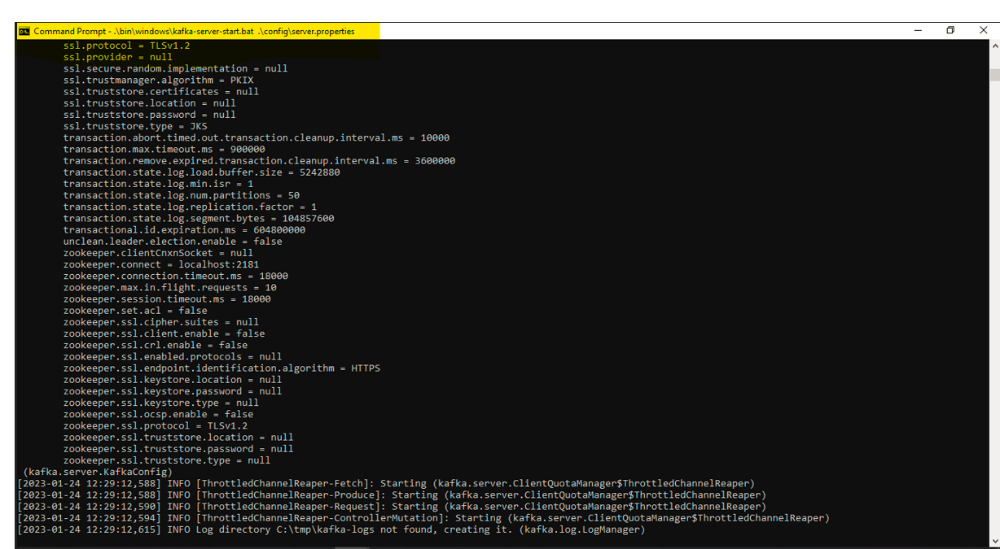 Command Prompt - .\bin\windows\kafka-server-start.bat .\config\server.properties
ssl.protocol = TLSv1.2
ssl.provider = null
ssl.secure.random.implementation = null
ssl.trustmanager.algorithm = PKIX
ssl.truststore.certificates = null
ssl.truststore.location = null
ssl.truststore.password = null
ssl.truststore.type = JKS
transaction.abort.timed.out.transaction.cleanup.interval.ms = 10000
transaction.max.timeout.ms = 900000
transaction.remove.expired.transaction.cleanup.interval.ms = 3600000
transaction.state.log.load.buffer.size = 5242880
transaction.state.log.min.isr = 1
transaction.state.log.num.partitions = 50
transaction.state.log.replication.factor = 1
transaction.state.log.segment.bytes = 104857600
transactional.id.expiration.ms = 604800000
unclean.leader.election.enable = false
zookeeper.clientCnxnSocket = null
zookeeper.connect = localhost:2181
zookeeper.connection.timeout.ms = 18000
zookeeper.max.in.flight.requests = 10
zookeeper.session.timeout.ms = 18000
zookeeper.set.acl = false
zookeeper.ssl.cipher.suites = null
zookeeper.ssl.client.enable = false
zookeeper.ssl.crl.enable = false
zookeeper.ssl.enabled.protocols = null
zookeeper.ssl.endpoint.identification.algorithm = HTTPS
zookeeper.ssl.keystore.location = null
zookeeper.ssl.keystore.password = null
zookeeper.ssl.keystore.type = null
zookeeper.ssl.ocsp.enable = false
zookeeper.ssl.protocol = TLSv1.2
zookeeper.ssl.truststore.location = null
zookeeper.ssl.truststore.password = null
zookeeper.ssl.truststore.type = null
(kafka.server.KafkaConfig)
[2023-01-24 12:29:12,588] INFO [ThrottledChannelReaper-Fetch]: Starting (kafka.server.ClientQuotaManager$ThrottledChannelReaper)
[2023-01-24 12:29:12,588] INFO [ThrottledChannelReaper-Produce]: Starting (kafka.server.ClientQuotaManager$ThrottledChannelReaper)
[2023-01-24 12:29:12,590] INFO [ThrottledChannelReaper-Request]: Starting (kafka.server.ClientQuotaManager$ThrottledChannelReaper)
[2023-01-24 12:29:12,594] INFO [ThrottledChannelReaper-ControllerMutation]: Starting (kafka.server.ClientQuotaManager$ThrottledChannelReaper)
[2023-01-24 12:29:12,615] INFO Log directory C:\tmp\kafka-logs not found, creating it. (kafka.log.LogManager)